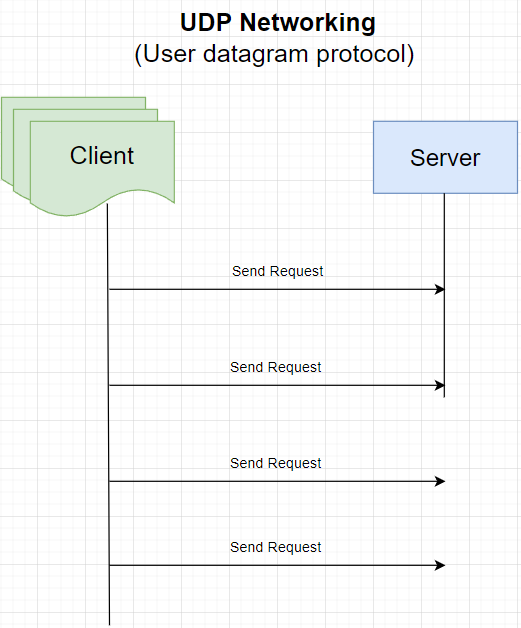 UDP Networking
(User datagram protocol)
Client
Server
Send Request
Send Request
Send Request
Send Request